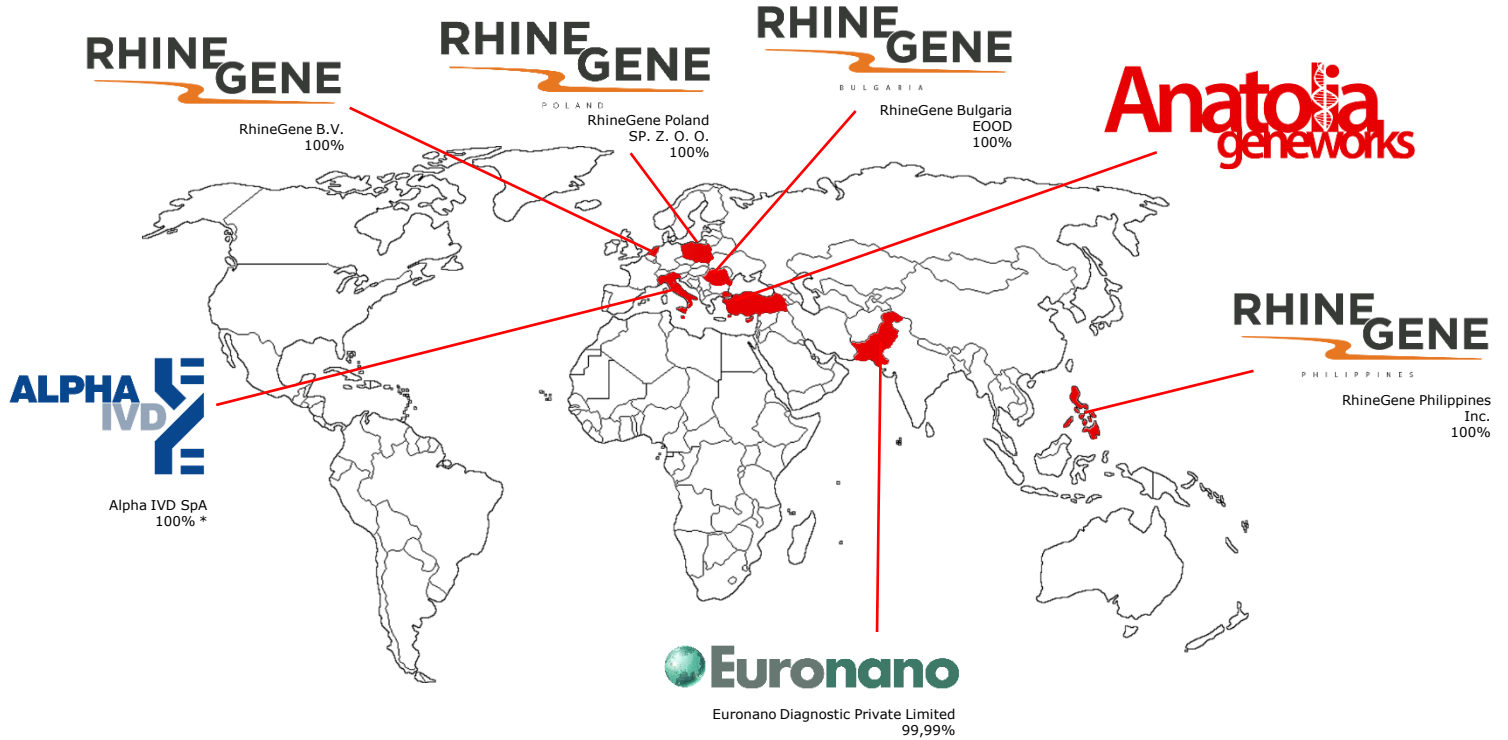 RHINE
GENE
RhineGene B.V.
100%
RHINE
GENE
POLAND
RhineGene Poland
SP. Z. O. O.
100%
RHINE
GENE
BULGARIA
RhineGene Bulgaria
EOOD
100%
Anatolia
geneworks
RHINE
GENE
PHILIPPINES
RhineGene Philippines
Inc.
100%
ALPHA
IVD
Alpha IVD SpA
100% *
Euronano
Euronano Diagnostic Private Limited
99,99%